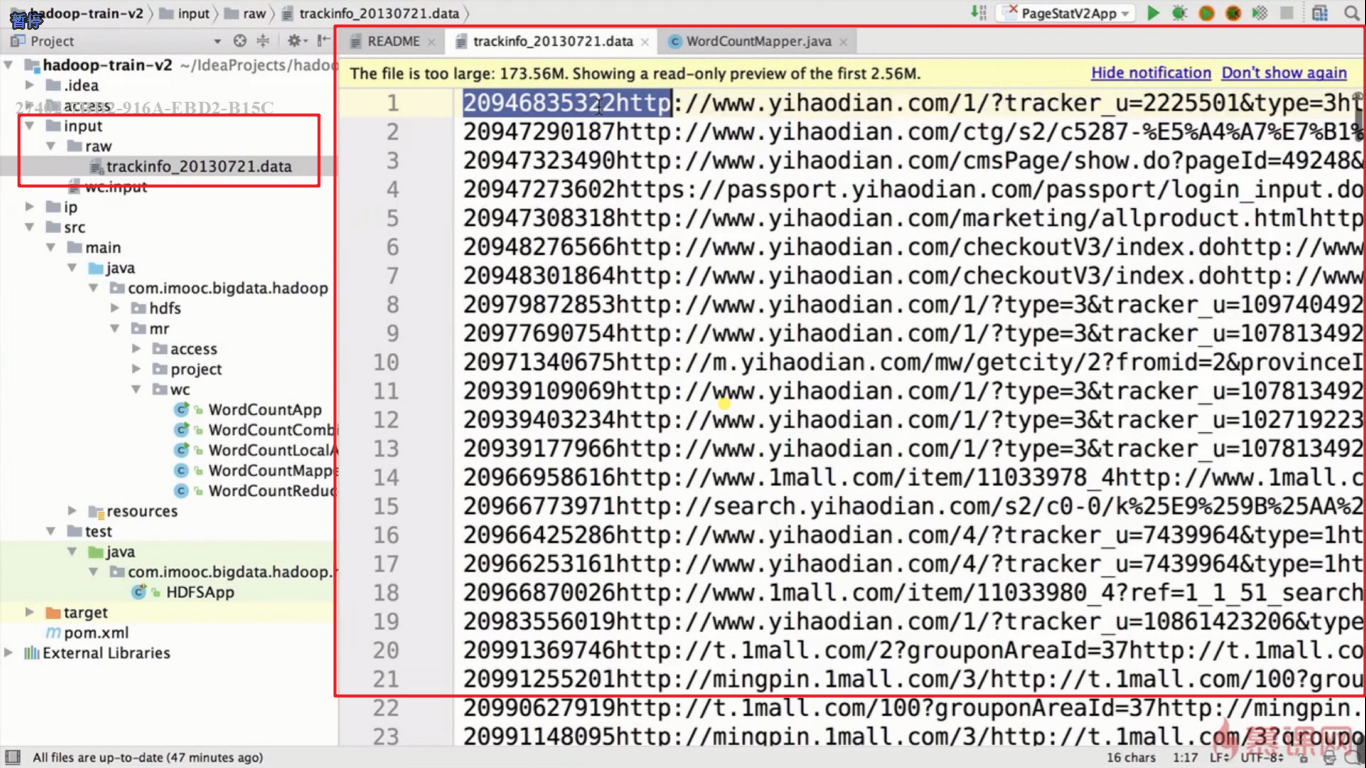 hadoop-train-v2 input raw trackinfo_20130721.data PageStatV2App
暂停
Project
README trackinfo_20130721.data WordCountMapper.java
hadoop-train-v2 ~/IdeaProjects/hadoo
.idea
access
-916A-EBD2-B15C
input
raw
trackinfo_20130721.data
wc.input
ip
src
main
java
com.imooc.bigdata.hadoop
hdfs
mr
access
project
wc
WordCountApp
WordCountCombi
WordCountLocalA
WordCountMappe
WordCountReduc
resources
test
java
com.imooc.bigdata.hadoop.
HDFSApp
target
pom.xml
External Libraries
The file is too large: 173.56M. Showing a read-only preview of the first 2.56M. Hide notification Don't show again
1 20946835322http://www.yihaodian.com/1/?tracker_u=2225501&type=3ht
2 20947290187http://www.yihaodian.com/ctg/s2/c5287-%E5%A4%A7%E7%B1%
3 20947323490http://www.yihaodian.com/cmsPage/show.do?pageId=49248&
4 20947273602https://passport.yihaodian.com/passport/login_input.do
5 20947308318http://www.yihaodian.com/marketing/allproduct.htmlhttp
6 20948276566http://www.yihaodian.com/checkoutV3/index.dohttp://www
7 20948301864http://www.yihaodian.com/checkoutV3/index.dohttp://www
8 20979872853http://www.yihaodian.com/1/?type=3&tracker_u=109740492
9 20977690754http://www.yihaodian.com/1/?type=3&tracker_u=107813492
10 20971340675http://m.yihaodian.com/mw/getcity/2?fromid=2&provinceI
11 20939109069http://www.yihaodian.com/1/?type=3&tracker_u=107813492
12 20939403234http://www.yihaodian.com/1/?type=3&tracker_u=102719223
13 20939177966http://www.yihaodian.com/1/?type=3&tracker_u=107813492
14 20966958616http://www.1mall.com/item/11033978_4http://www.1mall.c
15 20966773971http://search.yihaodian.com/s2/c0-0/k%25E9%259B%25AA%2
16 20966425286http://www.yihaodian.com/4/?tracker_u=7439964&type=1ht
17 20966253161http://www.yihaodian.com/4/?tracker_u=7439964&type=1ht
18 20966870026http://www.1mall.com/item/11033980_4?ref=1_1_51_search
19 20983556019http://www.yihaodian.com/1/?tracker_u=10861423206&type
20 20991369746http://t.1mall.com/2?grouponAreaId=37http://t.1mall.co
21 20991255201http://mingpin.1mall.com/3/http://t.1mall.com/100?grou
22 20990627919http://t.1mall.com/100?grouponAreaId=37http://mingpin.
23 20991148095http://mingpin.1mall.com/3/http://t.1mall.com/3?groupo
慕课网
All files are up-to-date (47 minutes ago) 16 chars 1:17 LF÷ UTF-8÷